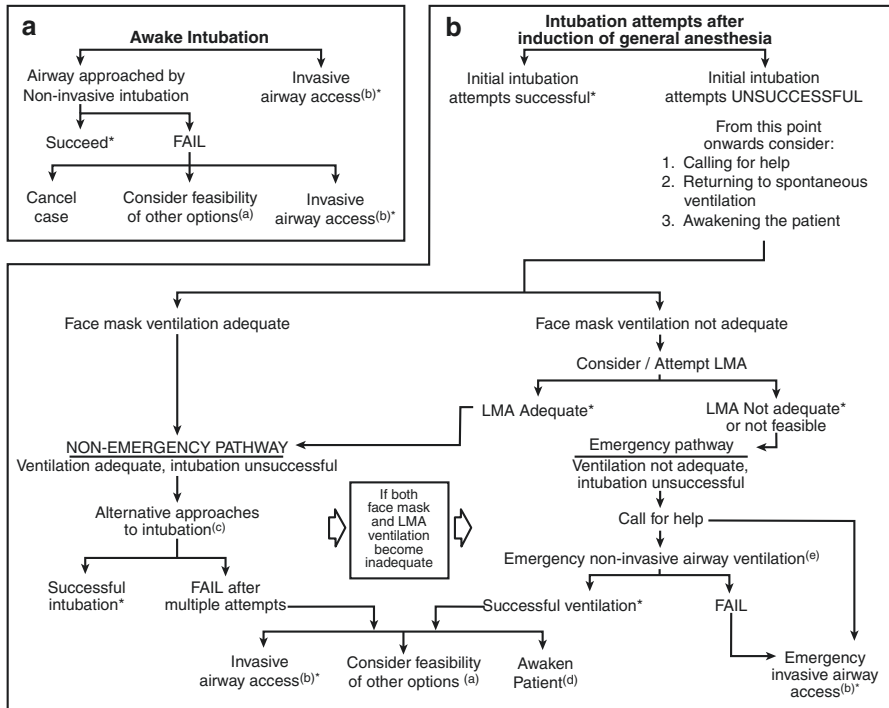 a
Awake Intubation
Airway approached by
Non-invasive intubation
Invasive
airway access(b)*
Succeed*
FAIL
Cancel
case
Consider feasibility
of other options(a)
Invasive
airway access(b)*
b
Intubation attempts after
induction of general anesthesia
Initial intubation
attempts successful*
Initial intubation
attempts UNSUCCESSFUL
From this point
onwards consider:
1. Calling for help
2. Returning to spontaneous
ventilation
3. Awakening the patient
Face mask ventilation adequate
Face mask ventilation not adequate
Consider / Attempt LMA
LMA Adequate*
LMA Not adequate*
or not feasible
NON-EMERGENCY PATHWAY
Ventilation adequate, intubation unsuccessful
Emergency pathway
Ventilation not adequate,
intubation unsuccessful
Alternative approaches
to intubation(c)
If both
face mask
and LMA
ventilation
become
inadequate
Call for help
Emergency non-invasive airway ventilation(e)
Successful
intubation*
FAIL after
multiple attempts
Successful ventilation*
FAIL
Invasive
airway access(b)*
Consider feasibility
of other options (a)
Awaken
Patient(d)
Emergency
invasive airway
access(b)*